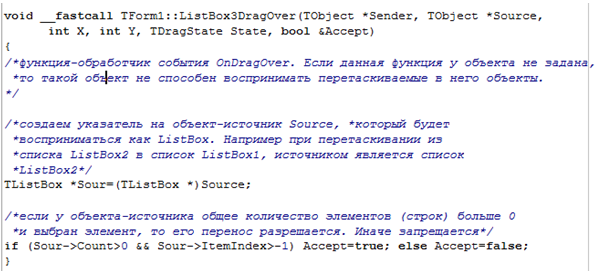 void __fastcall TForm1::ListBox3DragOver(TObject *Sender, TObject *Source,
int X, int Y, TDragState State, bool &Accept)
{
/*функция-обработчик события OnDragOver. Если данная функция у объекта не задана,
*то такой объект не способен воспринимать перетаскиваемые в него объекты.
*/
/*создаем указатель на объект-источник Source, *который будет
*восприниматься как ListBox. Например при перетаскивании из
*списка ListBox2 в список ListBox1, источником является список
*ListBox2*/
TListBox *Sour=(TListBox *)Source;
/*если у объекта-источника общее количество элементов (строк) больше 0
*и выбран элемент, то его перенос разрешается. Иначе запрещается*/
if (Sour->Count>0 && Sour->ItemIndex>-1) Accept=true; else Accept=false;
}